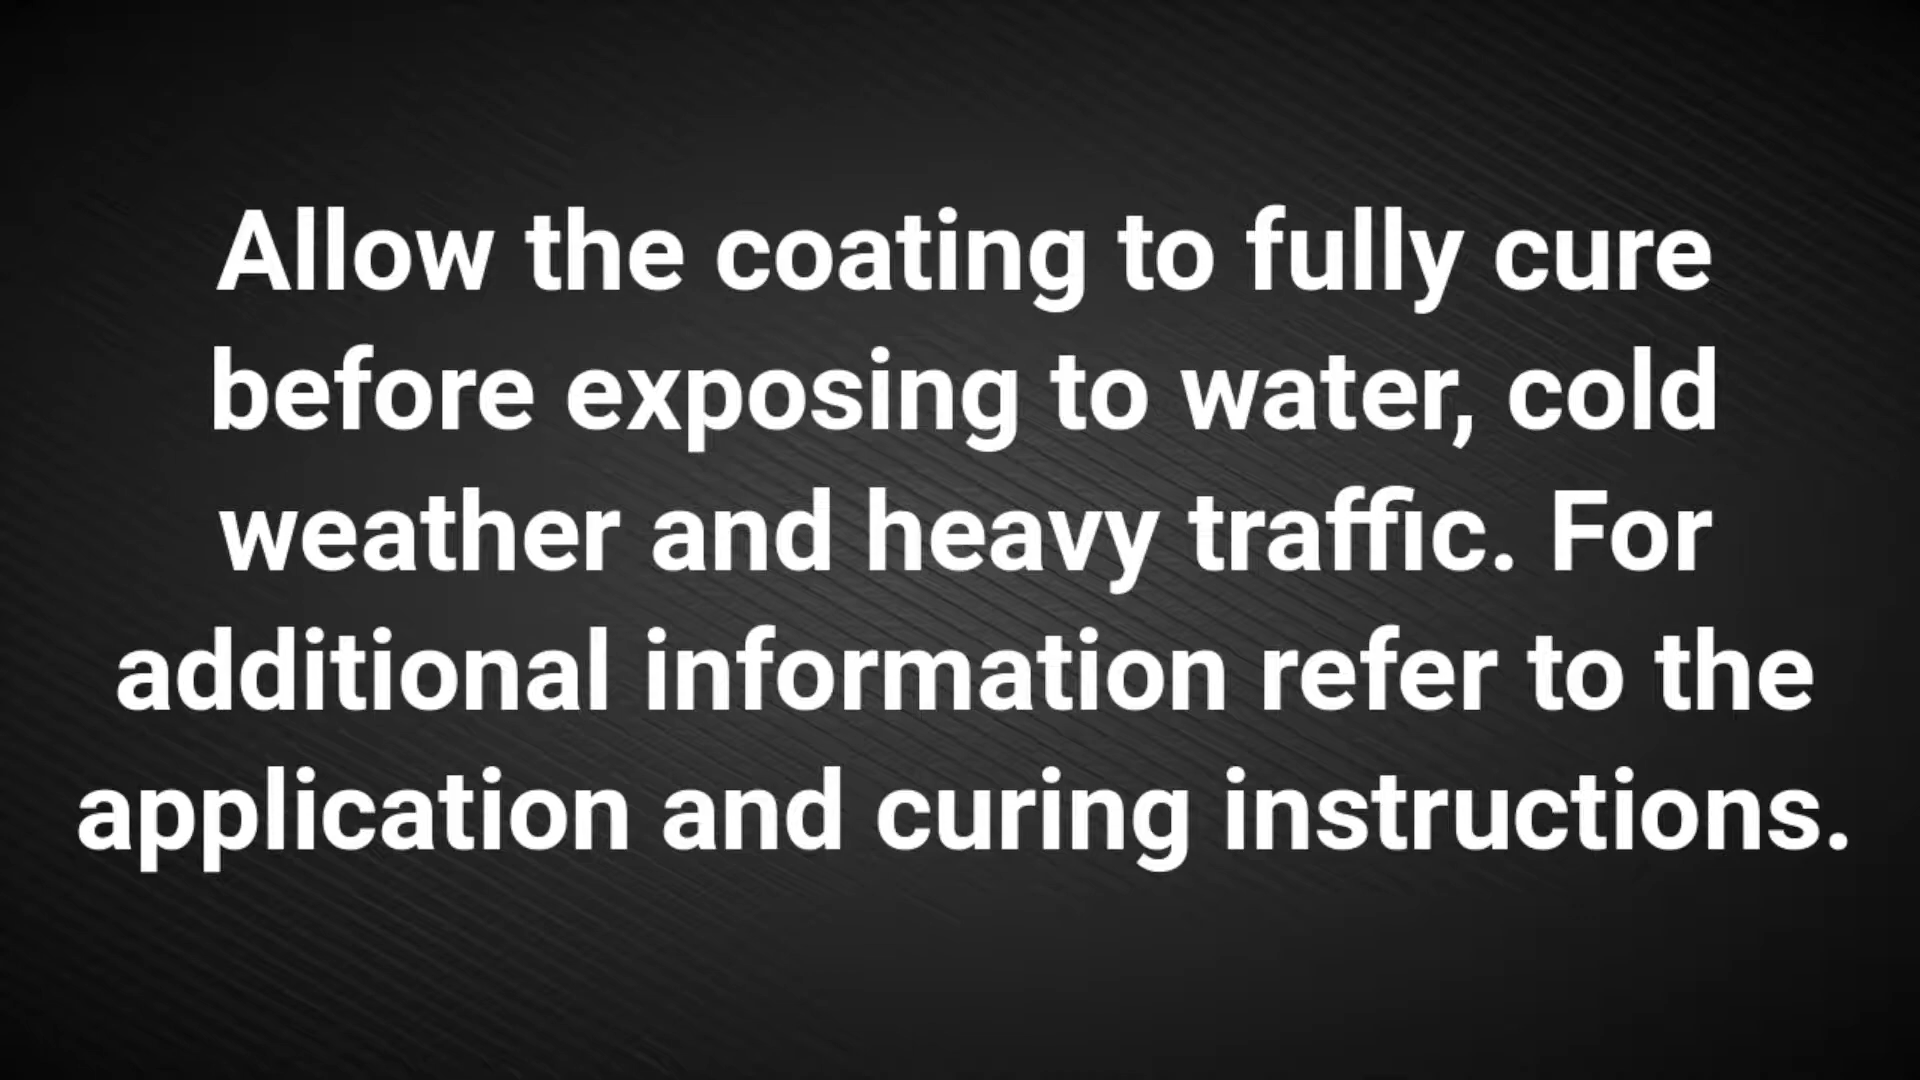 Allow the coating to fully cure
before exposing to water, cold
weather and heavy traffic. For
additional information refer to the
application and curing instructions.